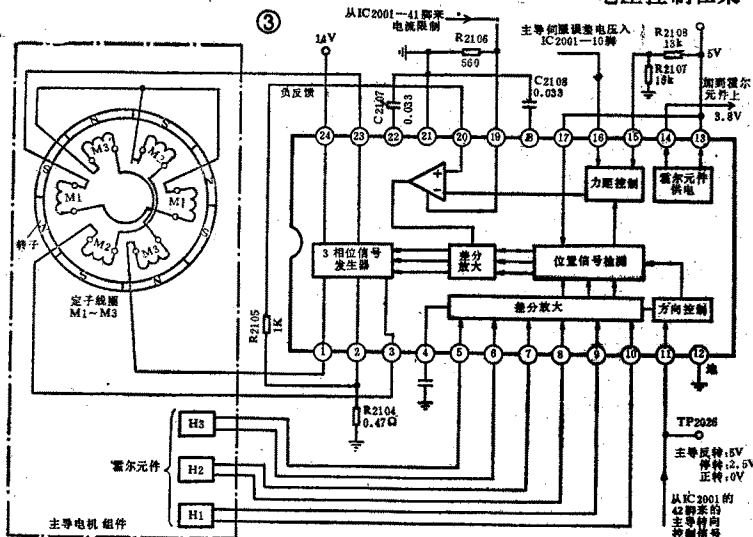 ③
从IC2001—41脚来
电流限制
主导伺服误差电压入
IC2001—10脚
R2108
13k
5V
R2107
15k
加到霍尔
元件上
3.8V
14V
R2106
560
负反馈
C2107
0.033
C2108
0.033
24
23
22
21
20
19
18
17
16
15
14
13
力距控制
霍尔元件
供电
3相位信号
发生器
差分
放大
位置信号检测
差分放大
方向控制
M3
M2
M1
M1
M2
M3
N
S
转子
定子线圈
M1~M3
R2105
1K
1
2
3
4
5
6
7
8
9
10
11
12
地
R2104
0.47Ω
H3
H2
H1
霍尔元件
主导电机组件
TP2026
主导反转:5V
停转:2.5V
正转:0V
从IC2001的
42脚来的
主导转向
控制信号